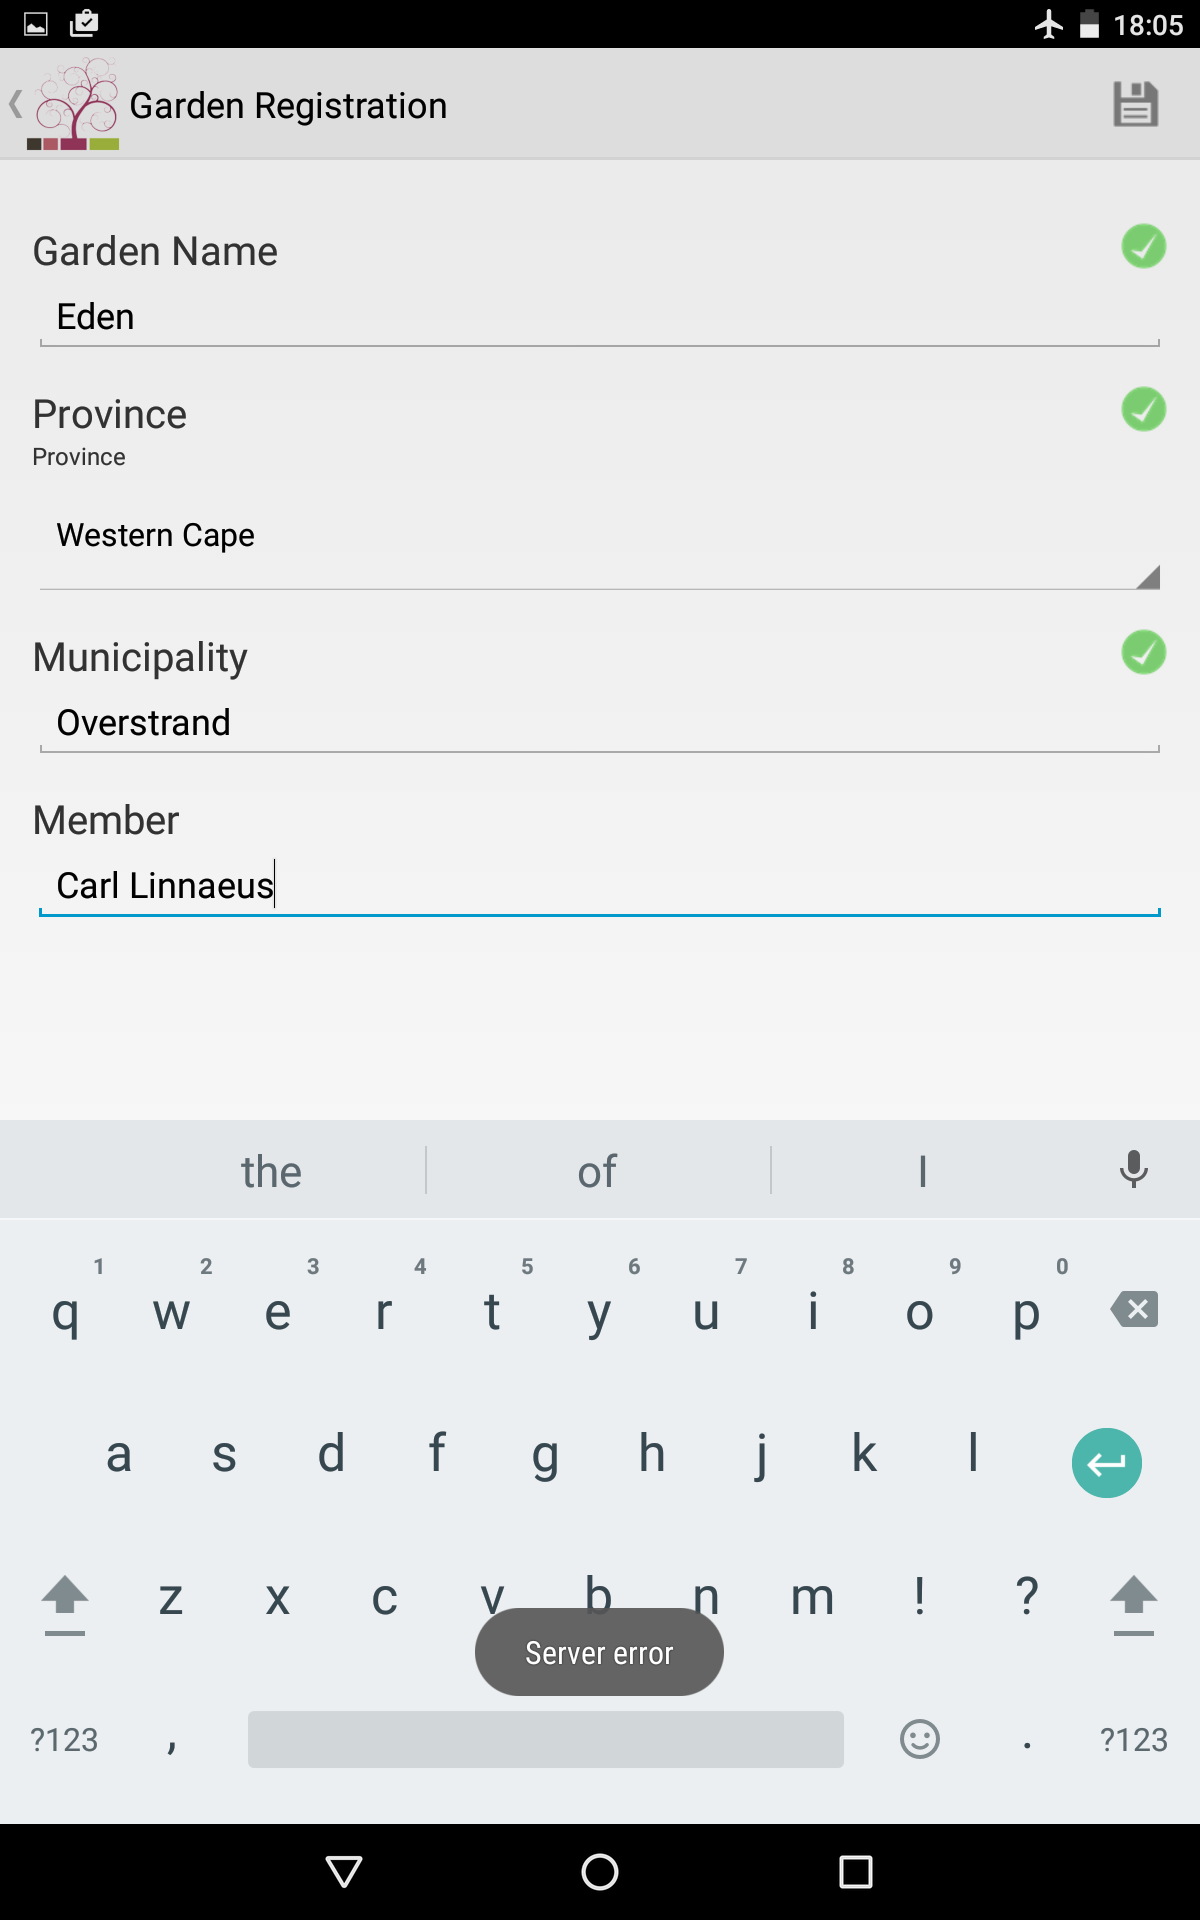 18:05
Garden Registration
Garden Name
Eden
Province
Province
Western Cape
Municipality
Overstrand
Member
Carl Linnaeus
the of I
1 2 3 4 5 6 7 8 9 0
q w e r t y u i o p
a s d f g h j k l
z x c v b n m ! ?
Server error
?123 , . ?123